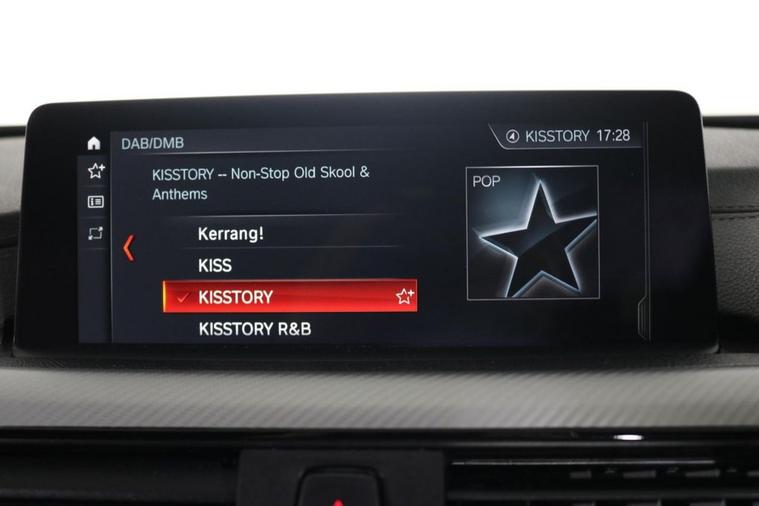 DAB/DMB
KISSTORY 17:28
KISSTORY -- Non-Stop Old Skool &
Anthems
POP
Kerrang!
KISS
KISSTORY
KISSTORY R&B